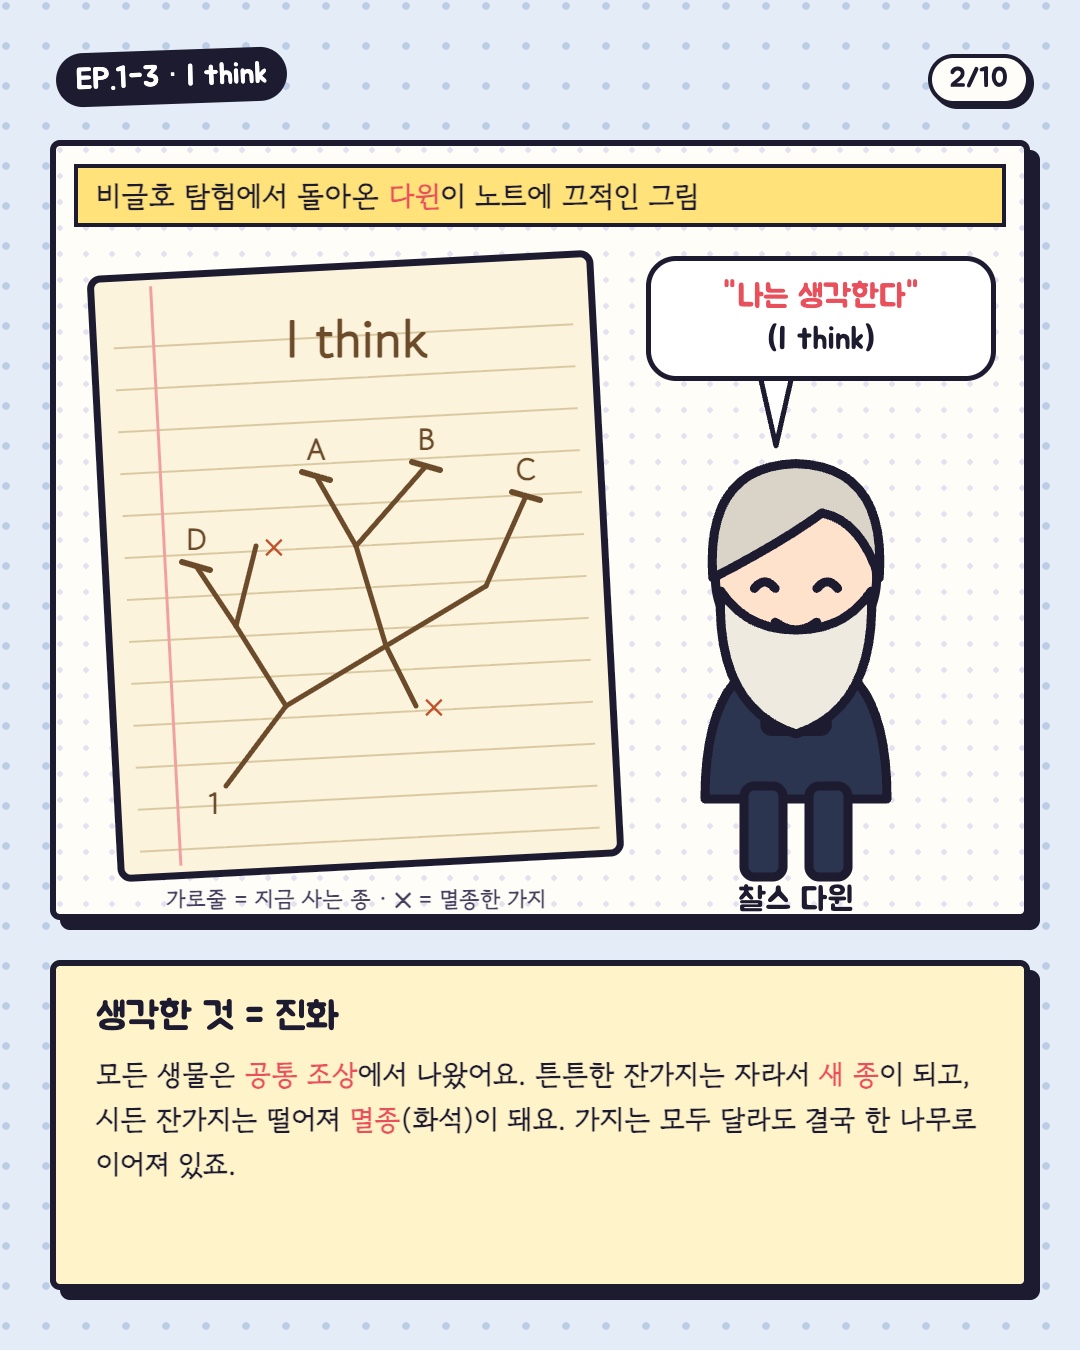 EP.1-3 · I think
2/10
비글호 탐험에서 돌아온 다윈이 노트에 끄적인 그림
I think
A
B
C
D
×
×
1
가로줄 = 지금 사는 종 · × = 멸종한 가지
"나는 생각한다"
(I think)
찰스 다윈
생각한 것 = 진화
모든 생물은 공통 조상에서 나왔어요. 튼튼한 잔가지는 자라서 새 종이 되고,
시든 잔가지는 떨어져 멸종(화석)이 돼요. 가지는 모두 달라도 결국 한 나무로
이어져 있죠.